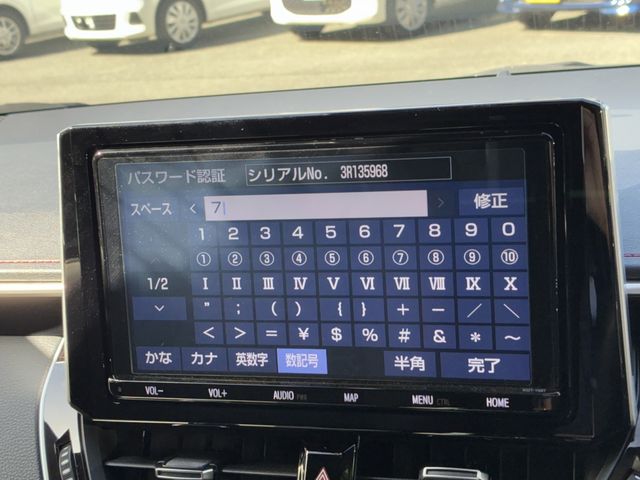 パスワード認証 シリアルNo. 3R135968
スペース < 7 > 修正
1 2 3 4 5 6 7 8 9 0
① ② ③ ④ ⑤ ⑥ ⑦ ⑧ ⑨ ⑩
1/2 Ⅰ Ⅱ Ⅲ Ⅳ Ⅴ Ⅵ Ⅶ Ⅷ Ⅸ Ⅹ
" ; ( ) { } + − / \
< > = ¥ $ % # & * ~
かな カナ 英数字 数記号 半角 完了
VOL− VOL+ AUDIO PWR MAP MENU CTRL HOME